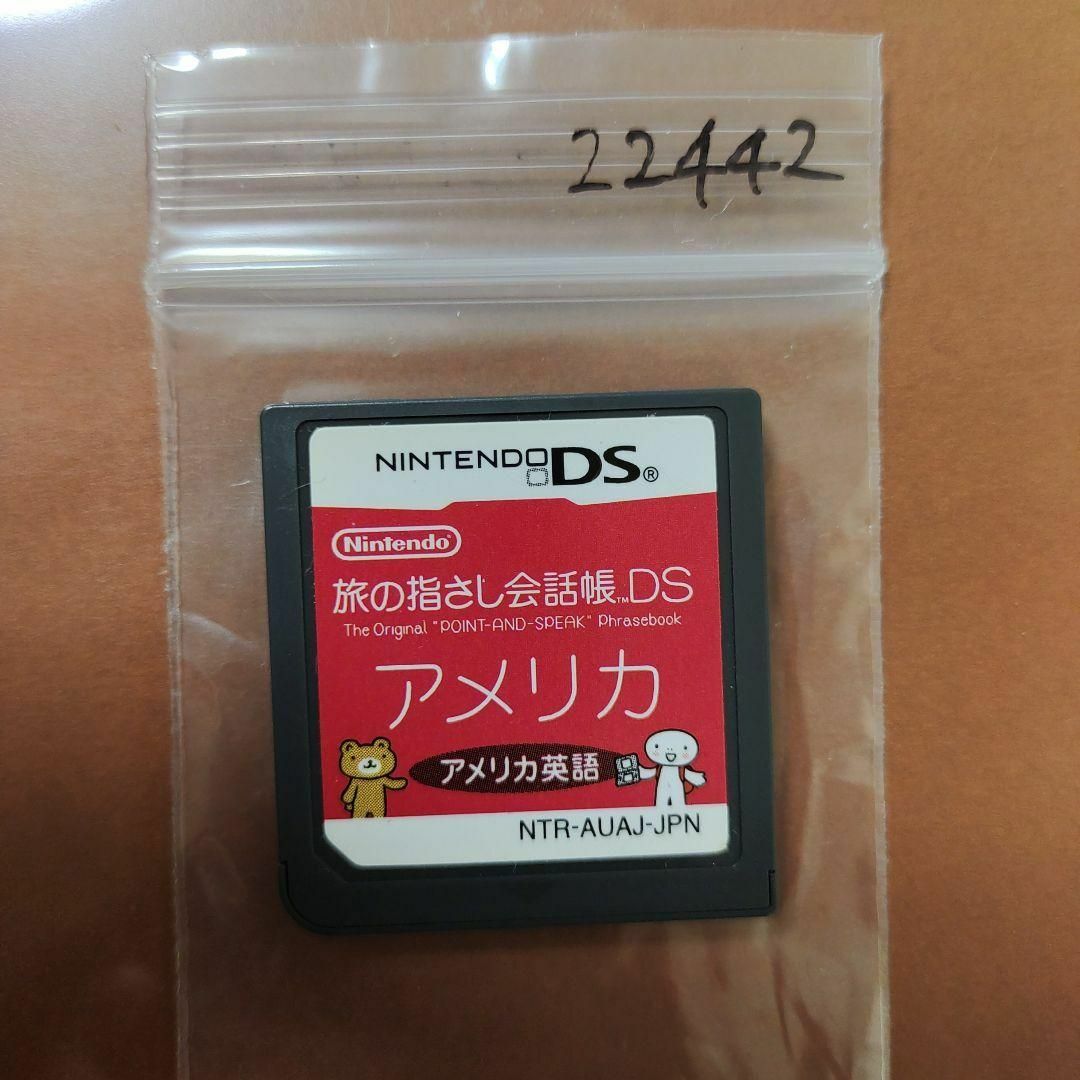 22442
NINTENDO DS®
Nintendo®
旅の指さし会話帳™DS
The Original "POINT-AND-SPEAK" Phrasebook
アメリカ
アメリカ英語
NTR-AUAJ-JPN